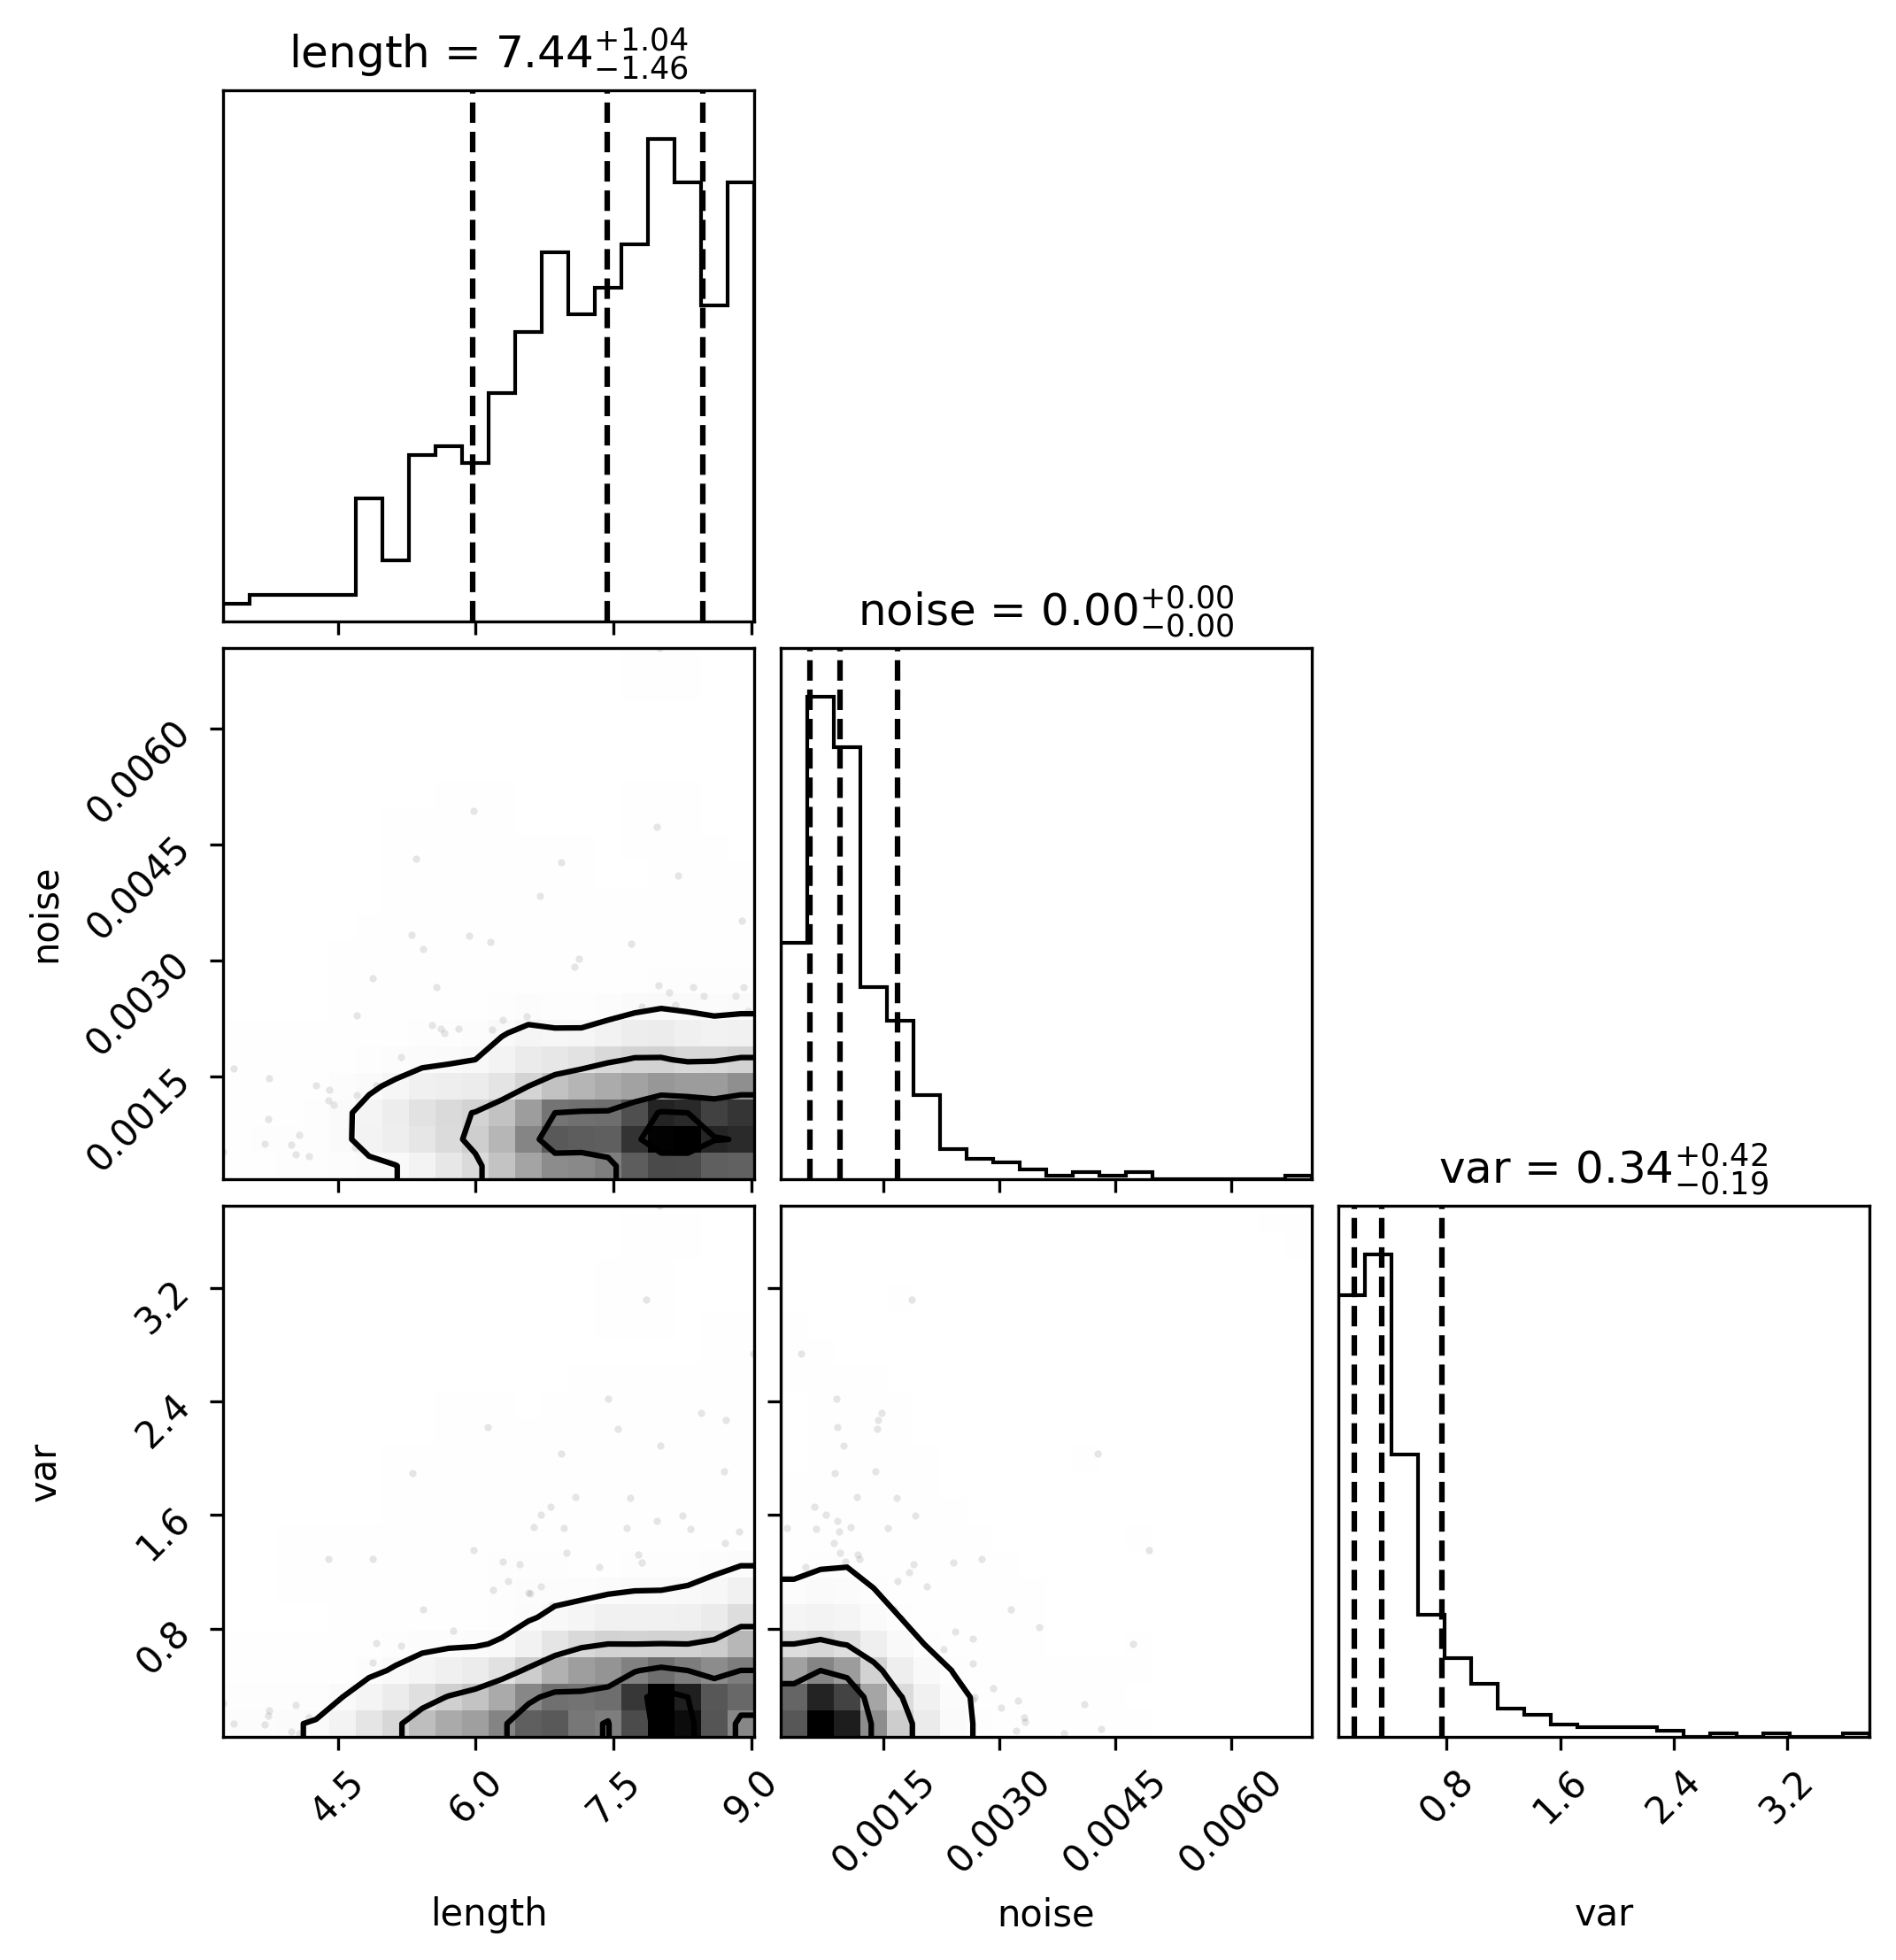 length = 7.44 +1.04 −1.46
noise = 0.00 +0.00 −0.00
noise
0.0060
0.0045
0.0030
0.0015
var = 0.34 +0.42 −0.19
var
3.2
2.4
1.6
0.8
4.5 6.0 7.5 9.0 0.0015 0.0030 0.0045 0.0060 0.8 1.6 2.4 3.2
length noise var